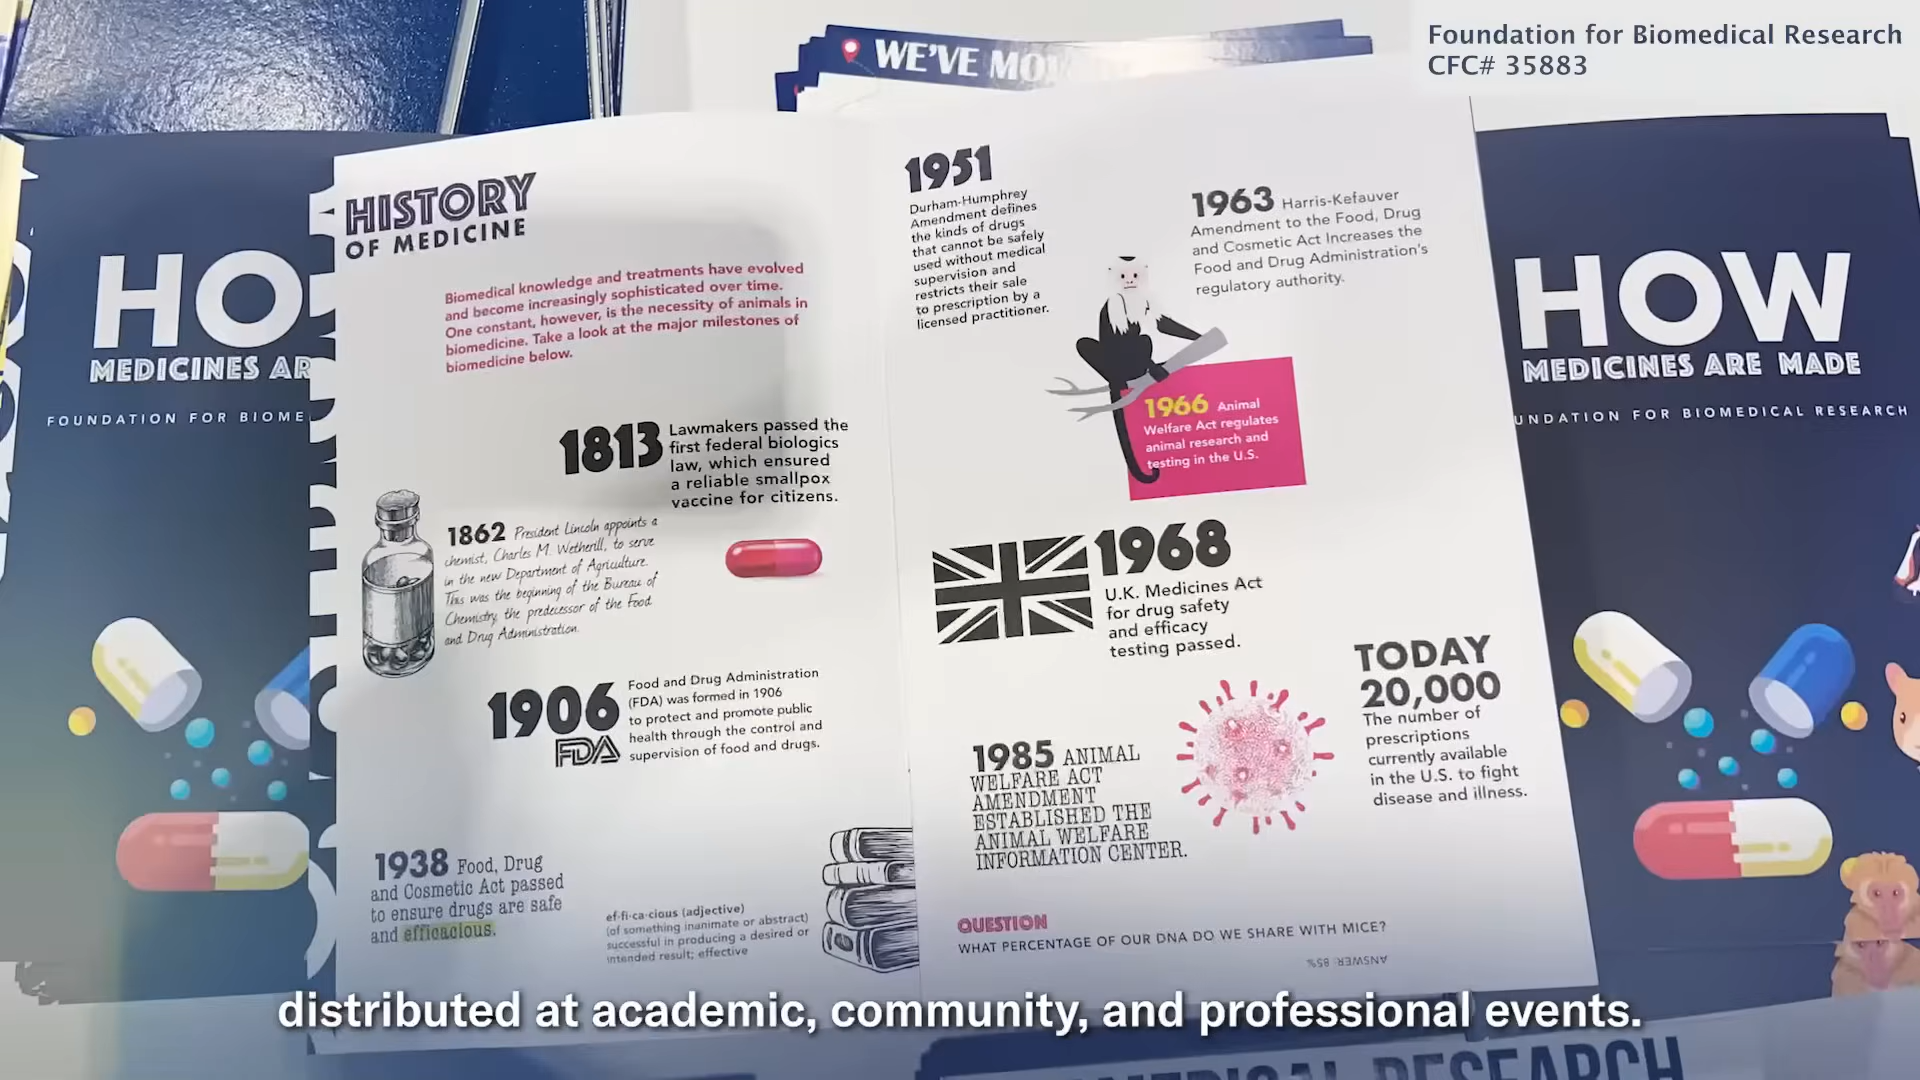 Foundation for Biomedical Research
CFC# 35883
WE'VE
HO
MEDICINES AR
FOUNDATION FOR BIOME
HISTORY
OF MEDICINE
Biomedical knowledge and treatments have evolved
and become increasingly sophisticated over time.
One constant, however, is the necessity of animals in
biomedicine. Take a look at the major milestones of
biomedicine below.
1813 Lawmakers passed the
first federal biologics
law, which ensured
a reliable smallpox
vaccine for citizens.
1862 President Lincoln appoints a
chemist, Charles M. Wetherill, to serve
in the new Department of Agriculture.
This was the beginning of the Bureau of
Chemistry, the predecessor of the Food
and Drug Administration.
1906 Food and Drug Administration
(FDA) was formed in 1906
to protect and promote public
health through the control and
supervision of food and drugs.
FDA
1938 Food, Drug
and Cosmetic Act passed
to ensure drugs are safe
and efficacious.
ef·fi·ca·cious (adjective)
(of something inanimate or abstract)
successful in producing a desired or
intended result; effective
1951
Durham-Humphrey
Amendment defines
the kinds of drugs
that cannot be safely
used without medical
supervision and
restricts their sale
to prescription by a
licensed practitioner.
1963 Harris-Kefauver
Amendment to the Food, Drug
and Cosmetic Act Increases the
Food and Drug Administration's
regulatory authority.
1966 Animal
Welfare Act regulates
animal research and
testing in the U.S.
1968
U.K. Medicines Act
for drug safety
and efficacy
testing passed.
1985 ANIMAL
WELFARE ACT
AMENDMENT
ESTABLISHED THE
ANIMAL WELFARE
INFORMATION CENTER.
TODAY
20,000
The number of
prescriptions
currently available
in the U.S. to fight
disease and illness.
QUESTION
WHAT PERCENTAGE OF OUR DNA DO WE SHARE WITH MICE?
ANSWER: 85%
HOW
MEDICINES ARE MADE
UNDATION FOR BIOMEDICAL RESEARCH
distributed at academic, community, and professional events.
RESEARCH